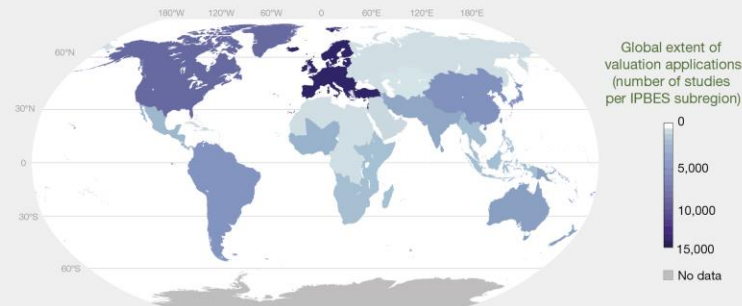 180°W
120°W
60°W
0
60°E
120°E
180°E
60°N
30°N
0
30°S
60°S
Global extent of
valuation applications
(number of studies
per IPBES subregion)
0
5,000
10,000
15,000
No data